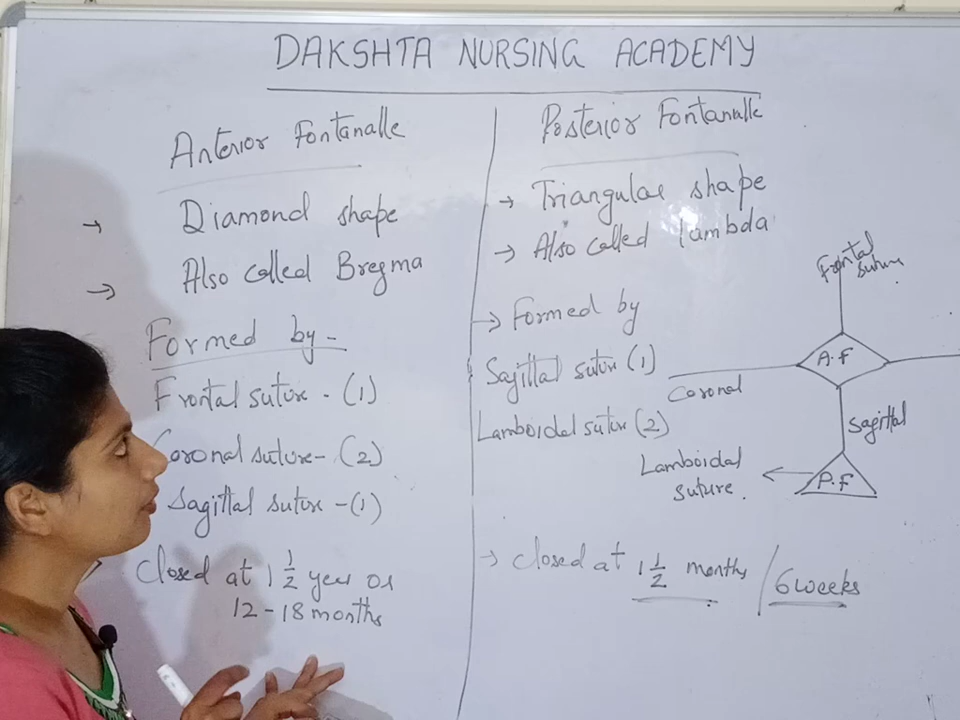 DAKSHTA NURSING ACADEMY
Anterior Fontanalle
→ Diamond shape
→ Also called Bregma
Formed by -
Frontal suture - (1)
Coronal suture - (2)
Sagittal suture - (1)
Closed at 1 1/2 year or
12 - 18 months
Posterior Fontanalle
→ Triangular shape
→ Also called lambda
→ Formed by
Sagittal suture (1)
Lamboidal suture (2)
→ Closed at 1 1/2 months / 6 weeks
Frontal
suture
A.F
Coronal
Sagittal
P.F
Lamboidal
suture.